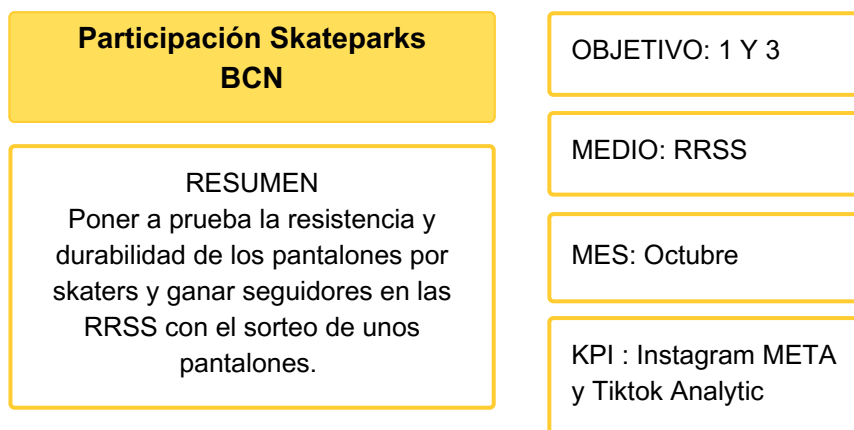 Participación Skateparks
BCN
RESUMEN
Poner a prueba la resistencia y
durabilidad de los pantalones por
skaters y ganar seguidores en las
RRSS con el sorteo de unos
pantalones.
OBJETIVO: 1 Y 3
MEDIO: RRSS
MES: Octubre
KPI : Instagram META
y Tiktok Analytic